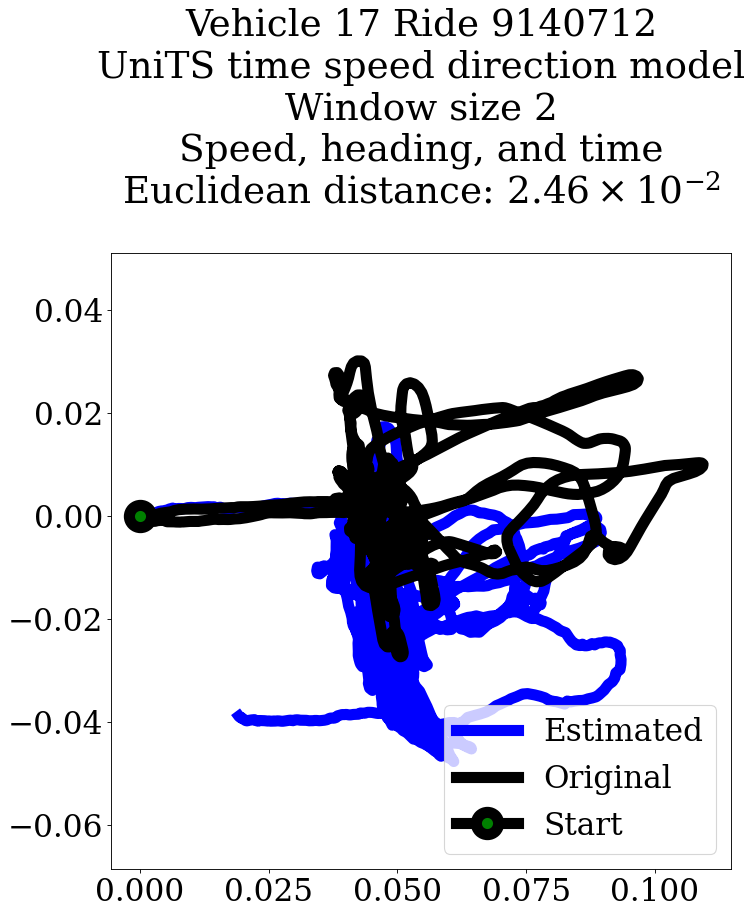 Vehicle 17 Ride 9140712
UniTS time speed direction model
Window size 2
Speed, heading, and time
Euclidean distance: 2.46 × 10⁻²
0.04
0.02
0.00
−0.02
−0.04
−0.06
Estimated
Original
Start
0.000 0.025 0.050 0.075 0.100